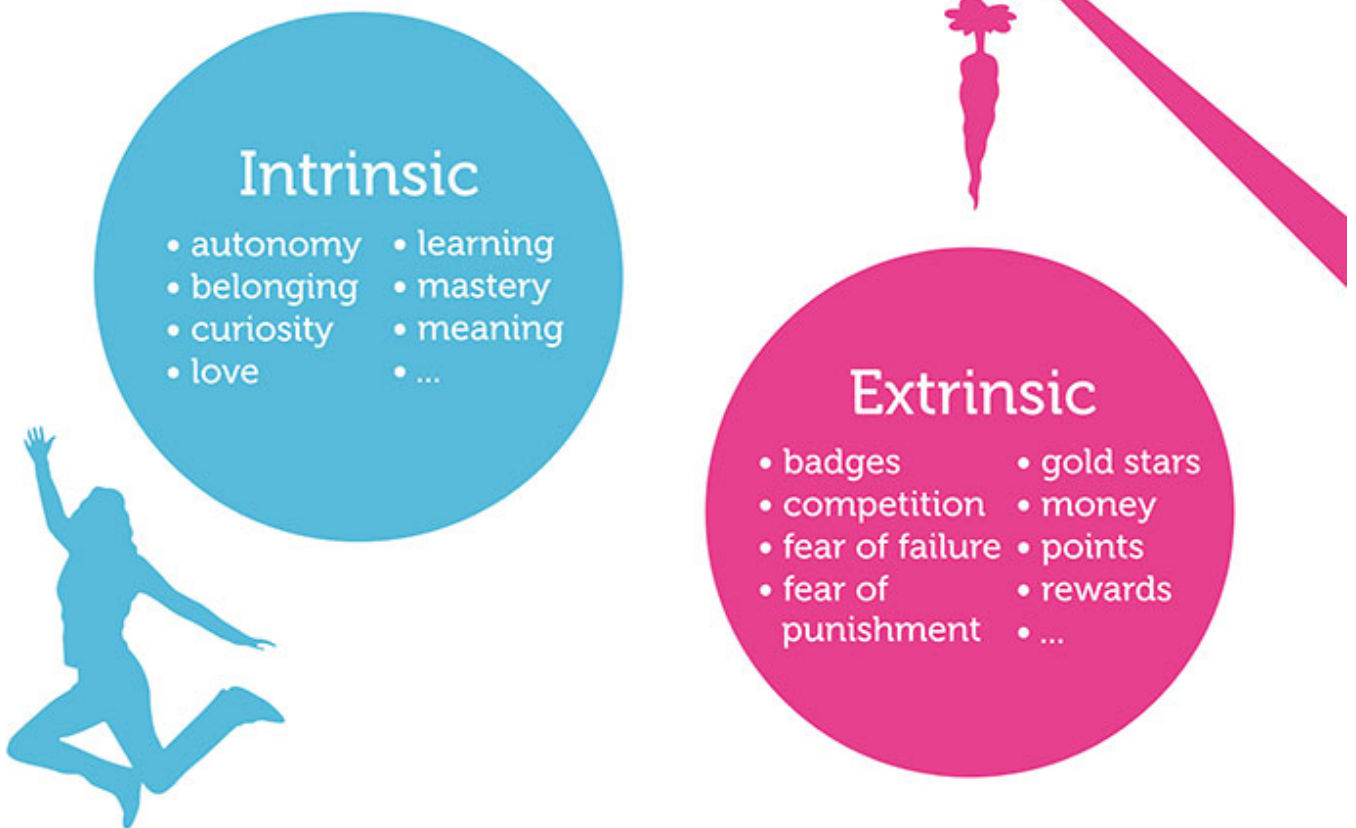 Intrinsic
• autonomy
• belonging
• curiosity
• love
• learning
• mastery
• meaning
• ...
Extrinsic
• badges
• competition
• fear of failure
• fear of
punishment
• gold stars
• money
• points
• rewards
• ...